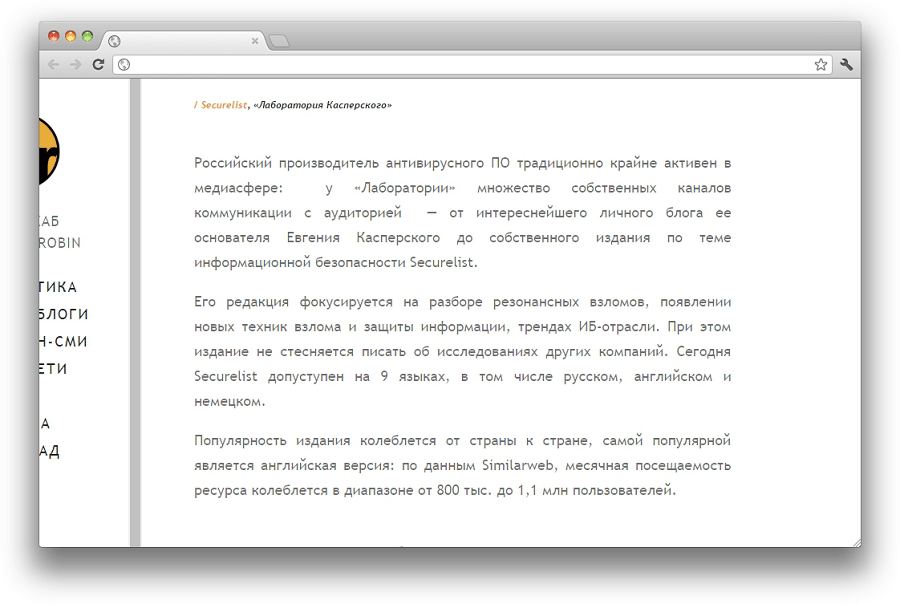 / Securelist, «Лаборатория Касперского»
Российский производитель антивирусного ПО традиционно крайне активен в
медиасфере: у «Лаборатории» множество собственных каналов
коммуникации с аудиторией — от интереснейшего личного блога ее
основателя Евгения Касперского до собственного издания по теме
информационной безопасности Securelist.
Его редакция фокусируется на разборе резонансных взломов, появлении
новых техник взлома и защиты информации, трендах ИБ-отрасли. При этом
издание не стесняется писать об исследованиях других компаний. Сегодня
Securelist допуступен на 9 языках, в том числе русском, английском и
немецком.
Популярность издания колеблется от страны к стране, самой популярной
является английская версия: по данным Similarweb, месячная посещаемость
ресурса колеблется в диапазоне от 800 тыс. до 1,1 млн пользователей.
ROBIN
ТИКА
БЛОГИ
Н-СМИ
ЕТИ
А
АД